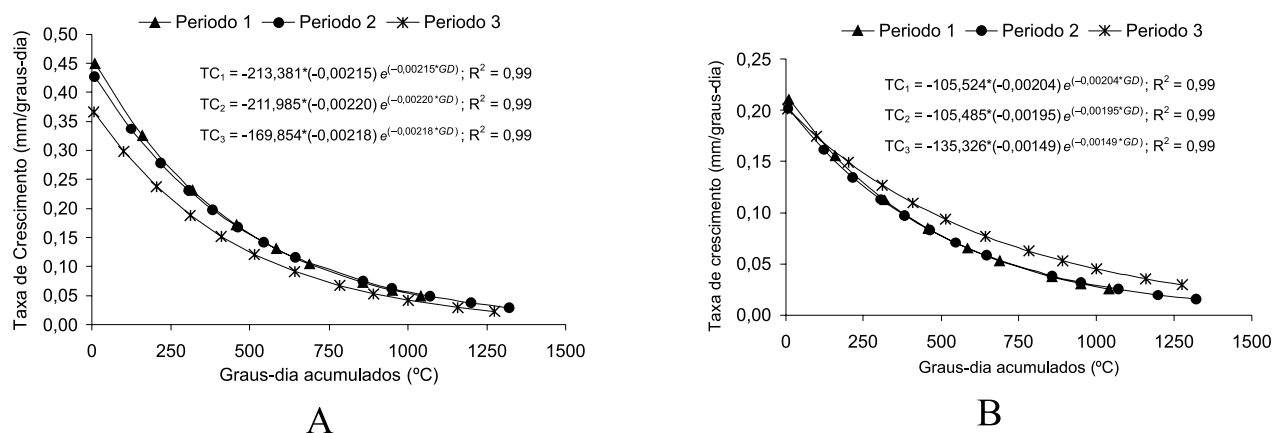 Periodo 1 Periodo 2 Periodo 3
0,50
0,45
0,40
0,35
0,30
0,25
0,20
0,15
0,10
0,05
0,00
Taxa de Crescimento (mm/graus-dia)
TC₁ = -213,381*(-0,00215) e^(-0,00215*GD); R² = 0,99
TC₂ = -211,985*(-0,00220) e^(-0,00220*GD); R² = 0,99
TC₃ = -169,854*(-0,00218) e^(-0,00218*GD); R² = 0,99
0 250 500 750 1000 1250 1500
Graus-dia acumulados (ºC)
A
Periodo 1 Periodo 2 Periodo 3
0,25
0,20
0,15
0,10
0,05
0,00
Taxa de crescimento (mm/graus-dia)
TC₁ = -105,524*(-0,00204) e^(-0,00204*GD); R² = 0,99
TC₂ = -105,485*(-0,00195) e^(-0,00195*GD); R² = 0,99
TC₃ = -135,326*(-0,00149) e^(-0,00149*GD); R² = 0,99
0 250 500 750 1000 1250 1500
Graus-dia acumulados (ºC)
B